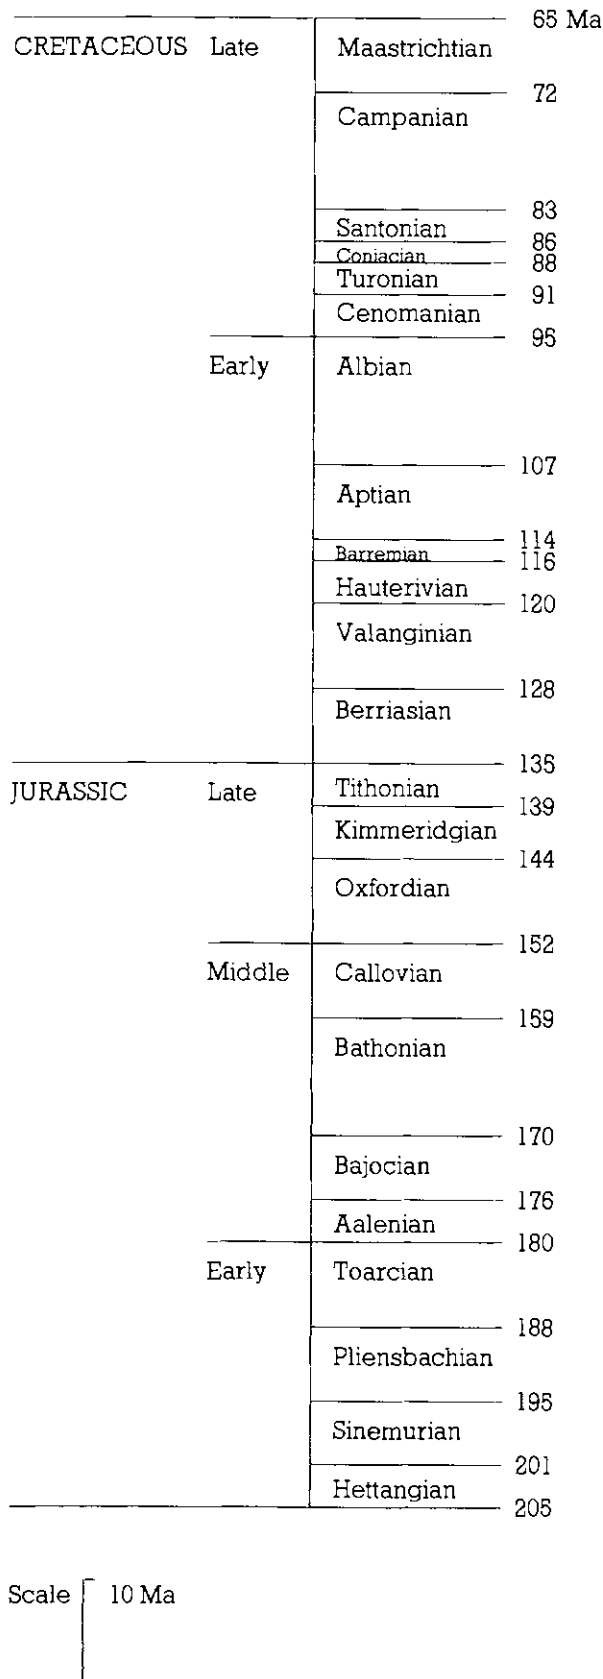 65 Ma
CRETACEOUS Late Maastrichtian
72
Campanian
83
Santonian
86
Coniacian
88
Turonian
91
Cenomanian
95
Early Albian
107
Aptian
114
Barremian
116
Hauterivian
120
Valanginian
128
Berriasian
135
JURASSIC Late Tithonian
139
Kimmeridgian
144
Oxfordian
152
Middle Callovian
159
Bathonian
170
Bajocian
176
Aalenian
180
Early Toarcian
188
Pliensbachian
195
Sinemurian
201
Hettangian
205
Scale 10 Ma